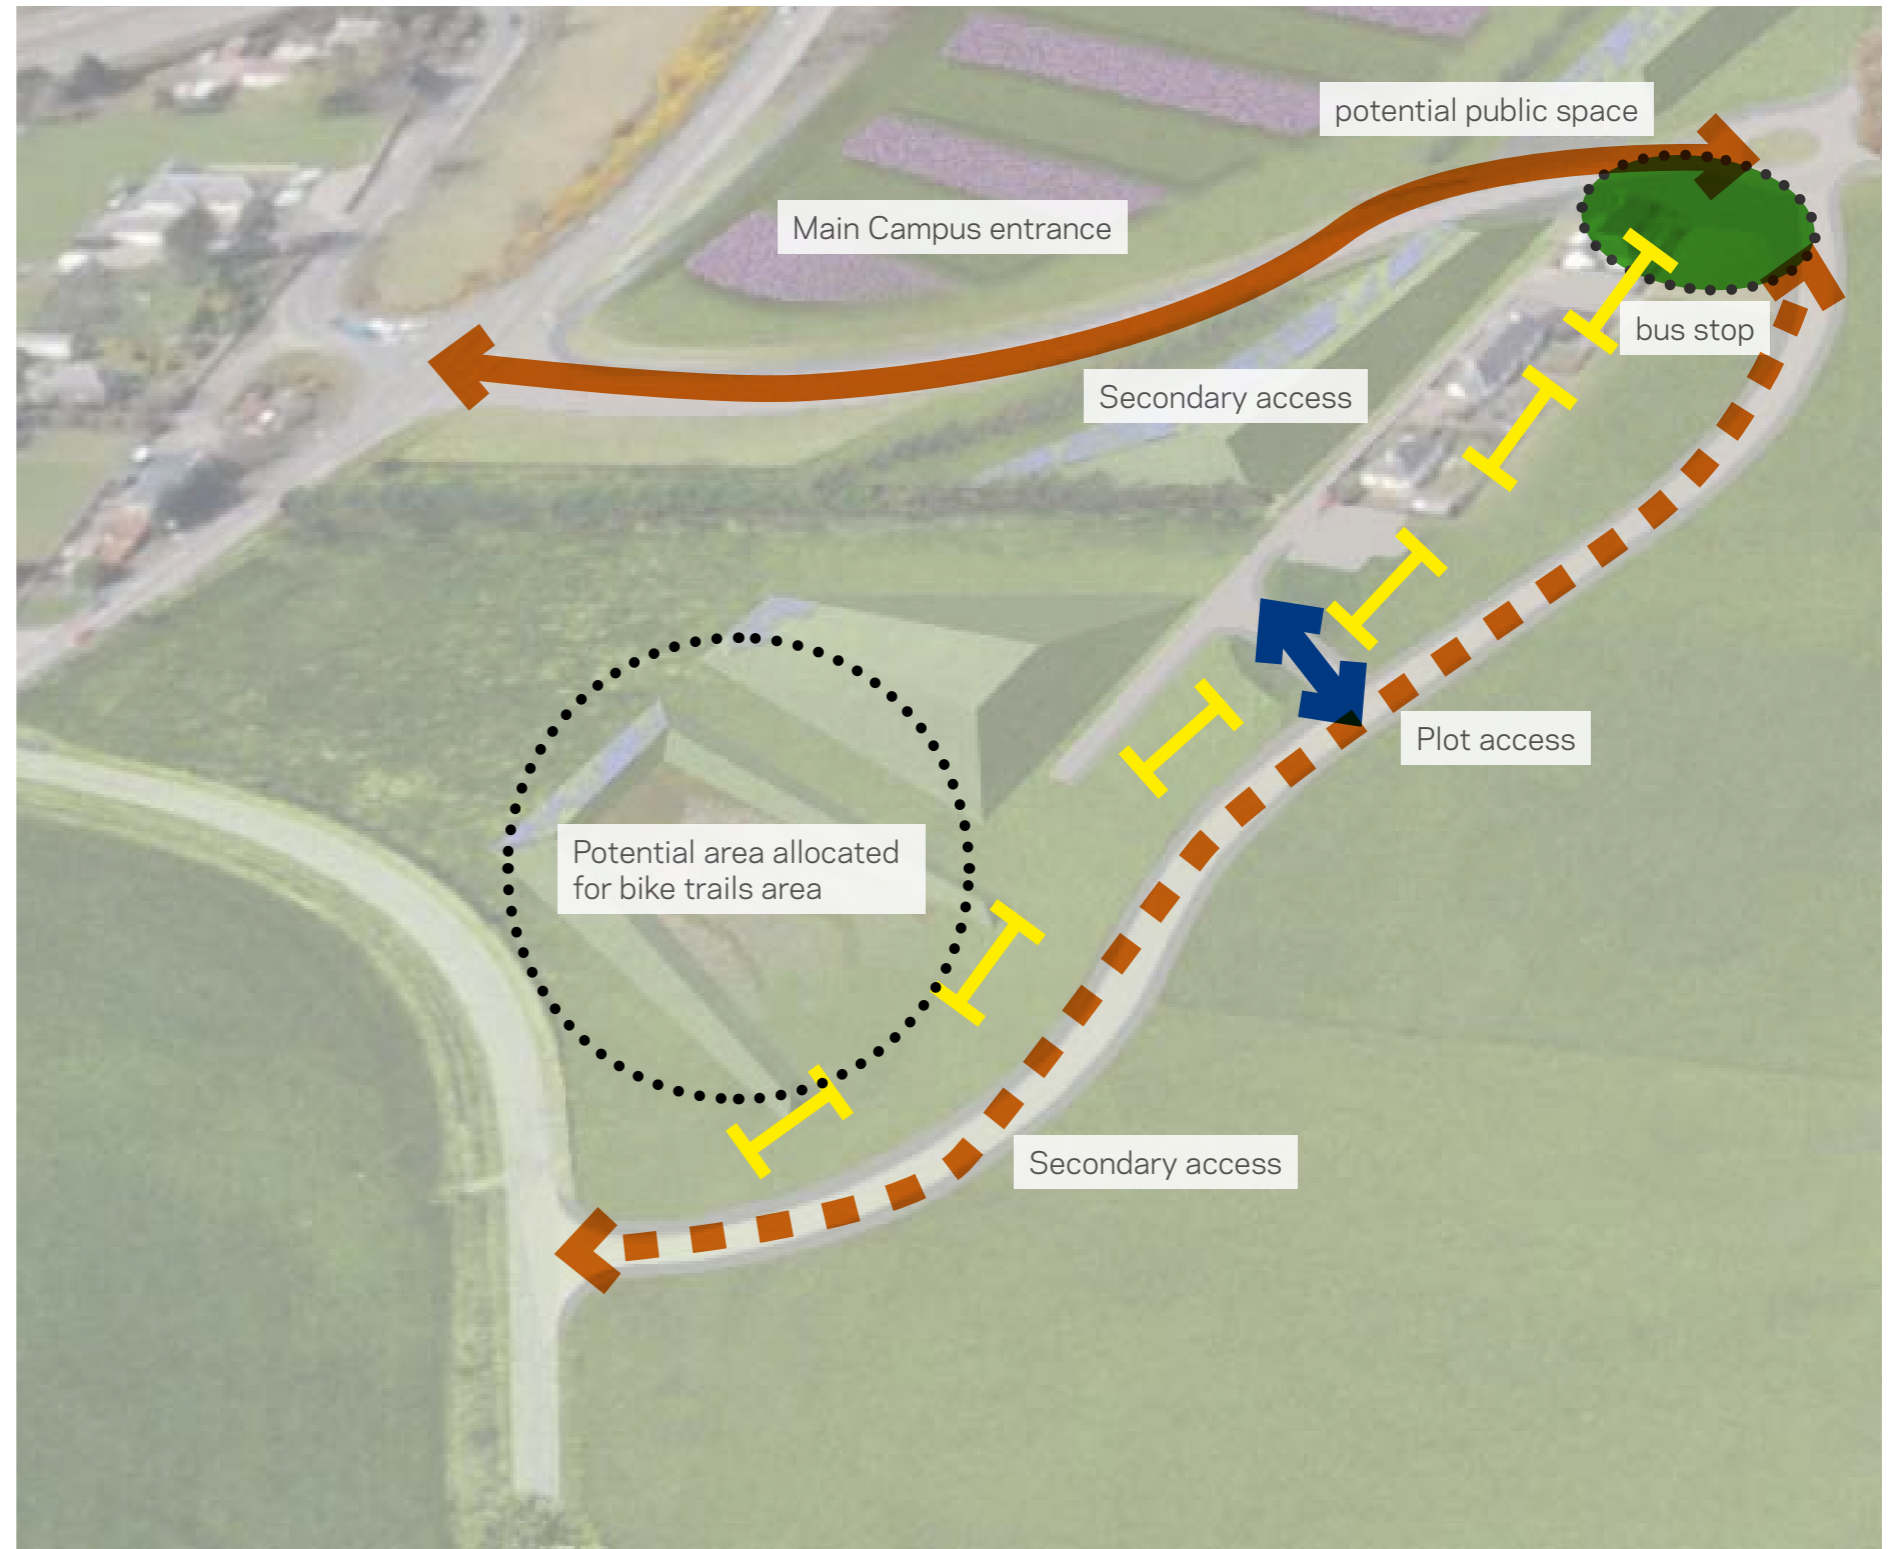 potential public space
Main Campus entrance
bus stop
Secondary access
Plot access
Potential area allocated
for bike trails area
Secondary access